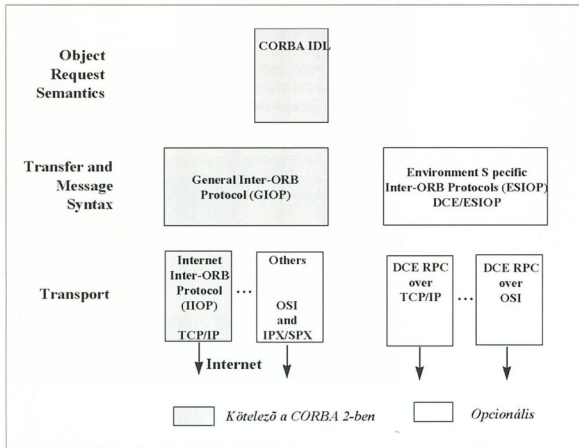 Object
Request
Semantics
CORBA IDL
Transfer and
Message
Syntax
General Inter-ORB
Protocol (GIOP)
Environment S pecific
Inter-ORB Protocols (ESIOP)
DCE/ESIOP
Transport
Internet
Inter-ORB
Protocol
(IIOP)
TCP/IP
...
Others
OSI
and
IPX/SPX
DCE RPC
over
TCP/IP
...
DCE RPC
over
OSI
Internet
Kötelező a CORBA 2-ben
Opcionális